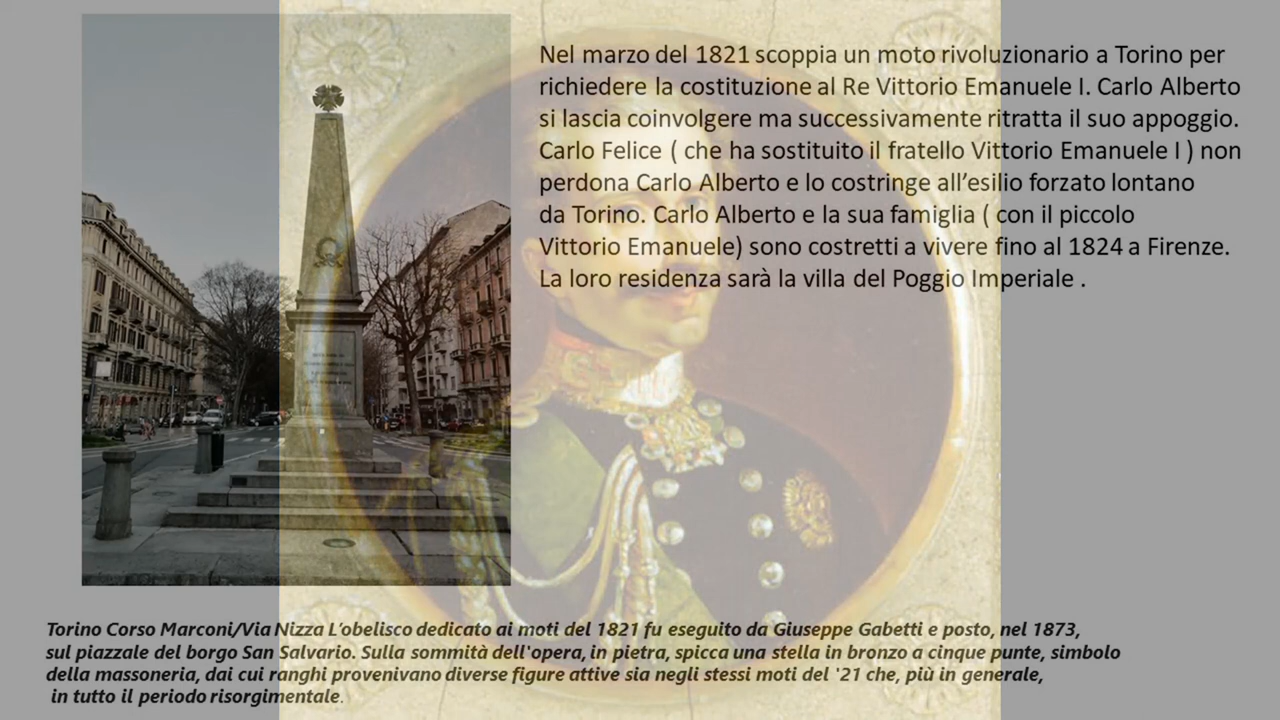 Nel marzo del 1821 scoppia un moto rivoluzionario a Torino per
richiedere la costituzione al Re Vittorio Emanuele I. Carlo Alberto
si lascia coinvolgere ma successivamente ritratta il suo appoggio.
Carlo Felice ( che ha sostituito il fratello Vittorio Emanuele I ) non
perdona Carlo Alberto e lo costringe all’esilio forzato lontano
da Torino. Carlo Alberto e la sua famiglia ( con il piccolo
Vittorio Emanuele) sono costretti a vivere fino al 1824 a Firenze.
La loro residenza sarà la villa del Poggio Imperiale .
Torino Corso Marconi/Via Nizza L’obelisco dedicato ai moti del 1821 fu eseguito da Giuseppe Gabetti e posto, nel 1873,
sul piazzale del borgo San Salvario. Sulla sommità dell'opera, in pietra, spicca una stella in bronzo a cinque punte, simbolo
della massoneria, dai cui ranghi provenivano diverse figure attive sia negli stessi moti del '21 che, più in generale,
in tutto il periodo risorgimentale.